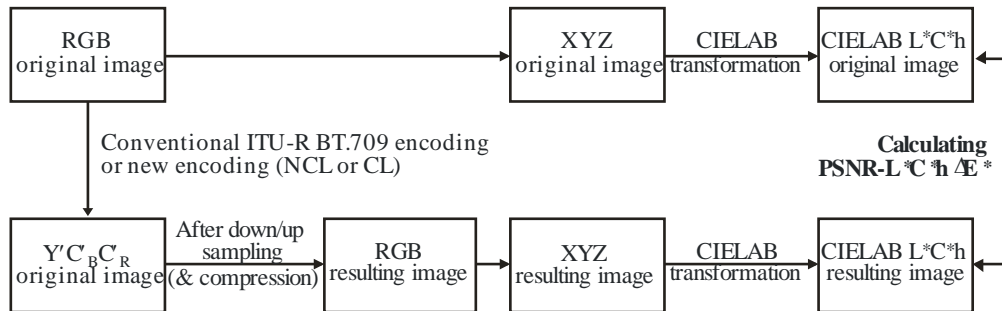 RGB
original image
XYZ
original image
CIELAB
transformation
CIELAB L*C*h
original image
Conventional ITU-R BT.709 encoding
or new encoding (NCL or CL)
Calculating
PSNR-L*C*h ΔE*
Y′C′BC′R
original image
After down/up
sampling
(& compression)
RGB
resulting image
XYZ
resulting image
CIELAB
transformation
CIELAB L*C*h
resulting image